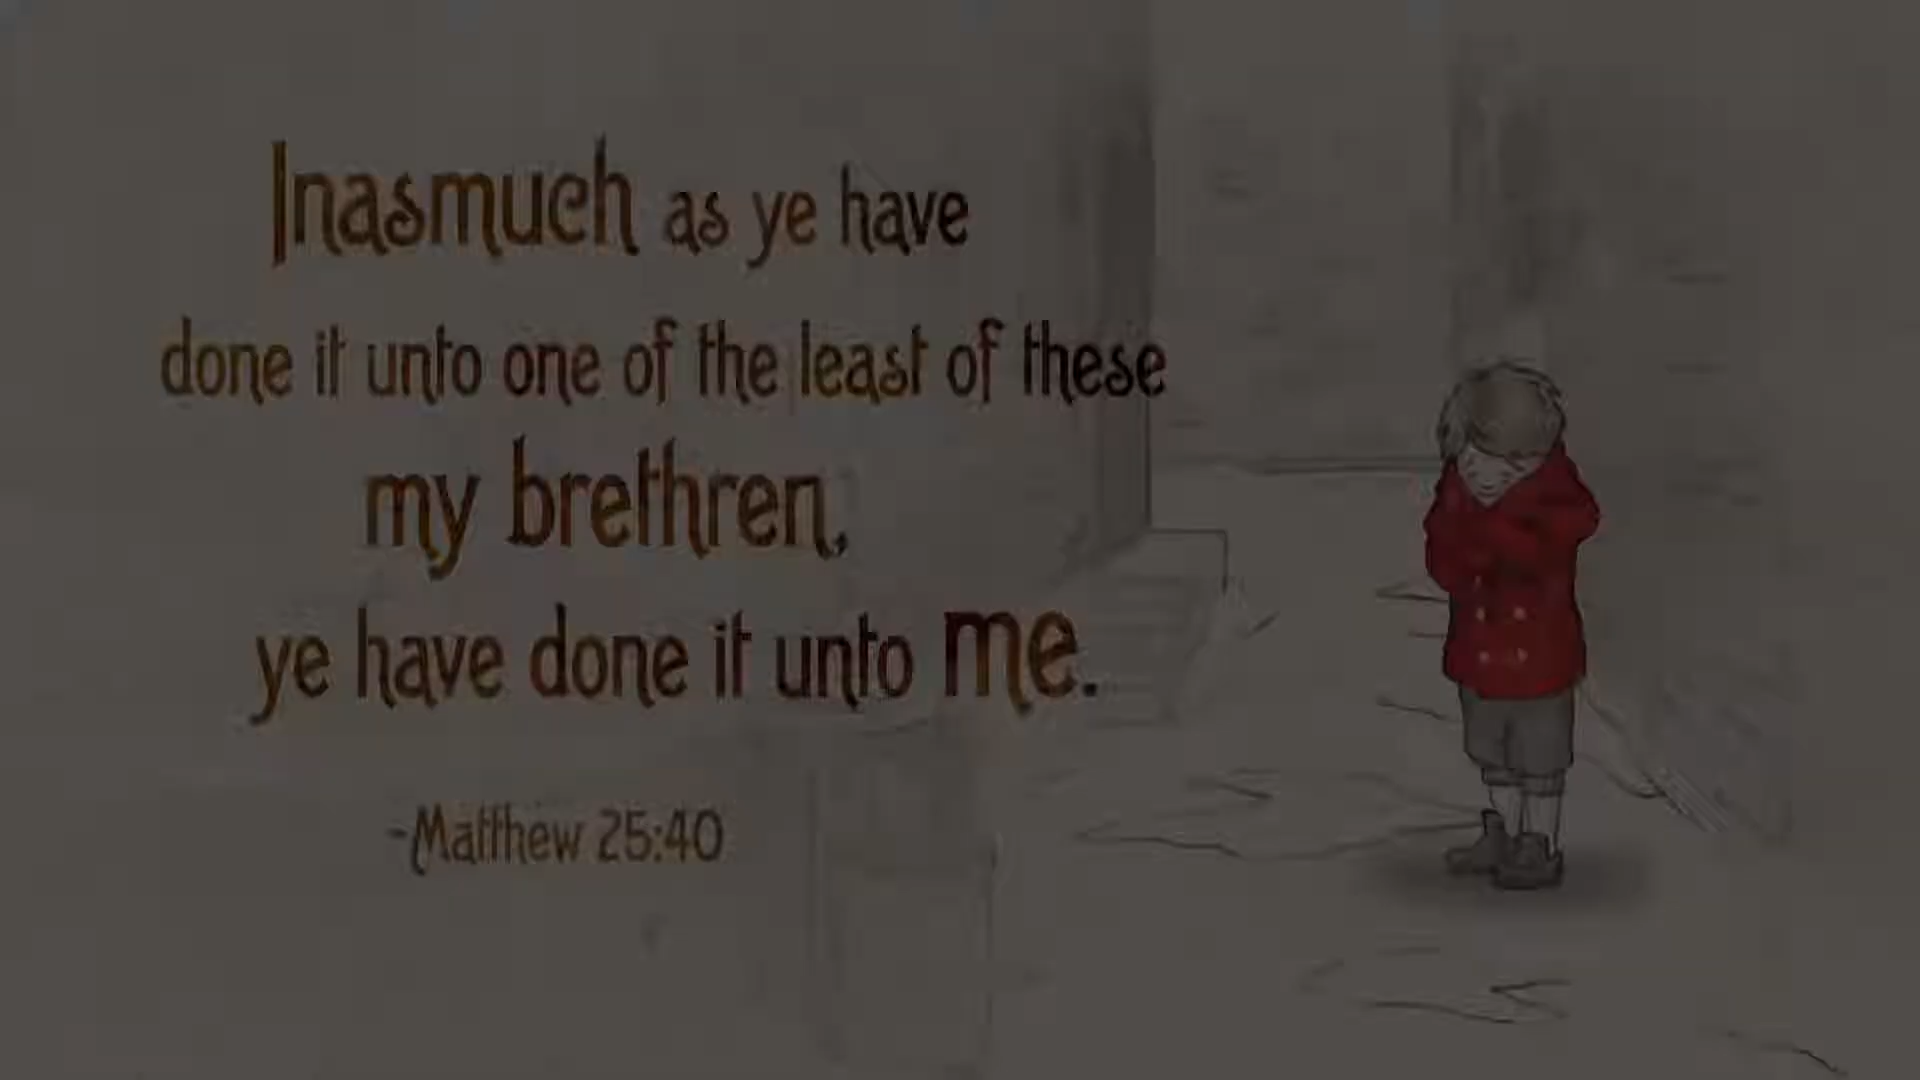 Inasmuch as ye have
done it unto one of the least of these
my brethren,
ye have done it unto me.
-Matthew 25:40